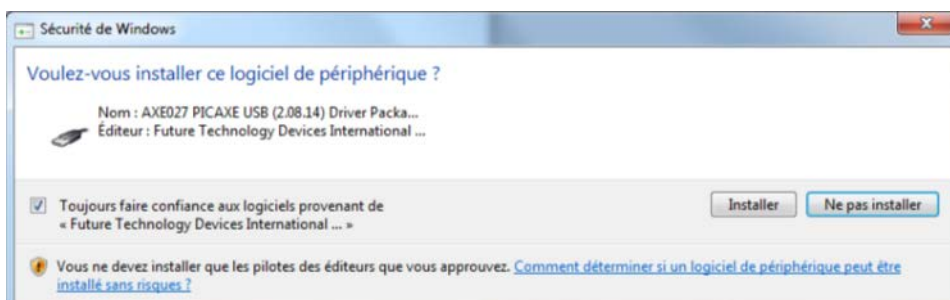 Sécurité de Windows
Voulez-vous installer ce logiciel de périphérique ?
Nom : AXE027 PICAXE USB (2.08.14) Driver Packa...
Éditeur : Future Technology Devices International ...
Toujours faire confiance aux logiciels provenant de
« Future Technology Devices International ... »
Installer
Ne pas installer
Vous ne devez installer que les pilotes des éditeurs que vous approuvez. Comment déterminer si un logiciel de périphérique peut être
installé sans risques ?